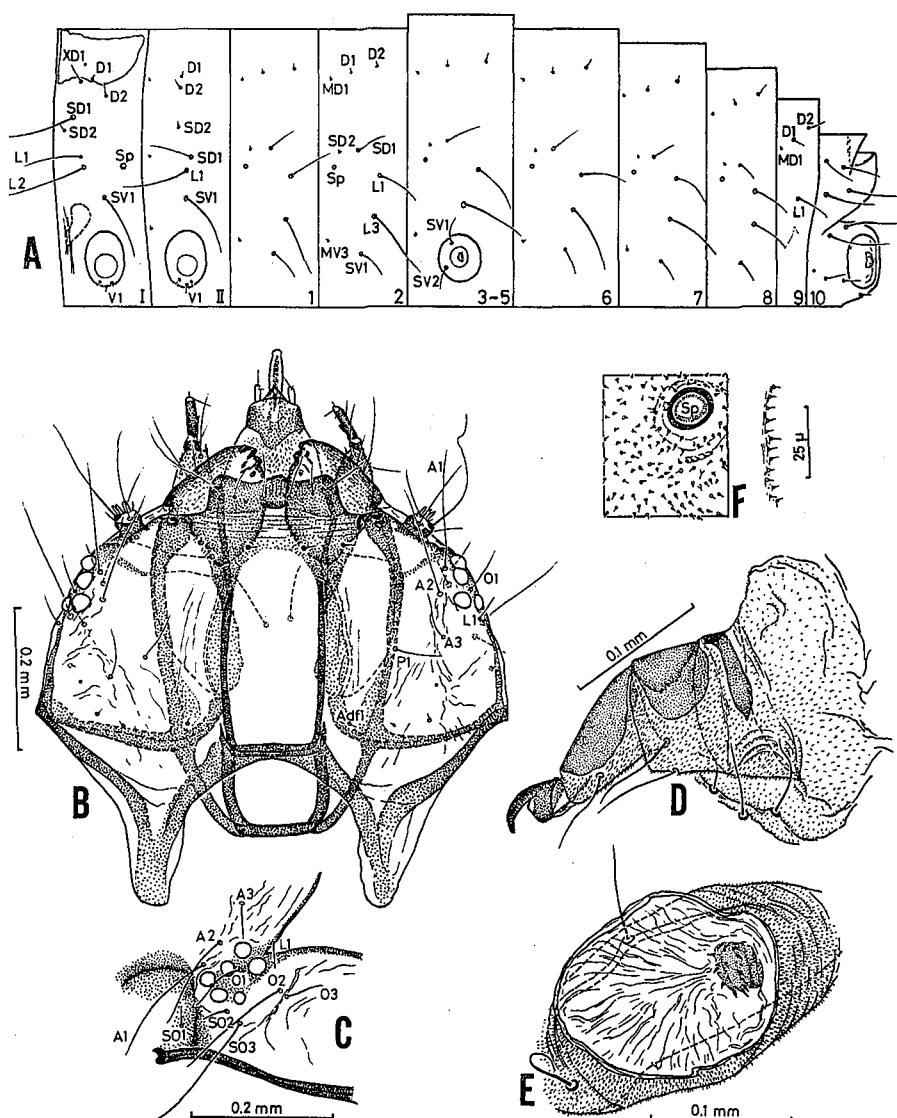 XD1
D1
D2
SD1
SD2
L1
L2
Sp
SV1
V1
I
D1
D2
SD2
SD1
L1
SV1
V1
II
1
D1
D2
MD1
SD2
SD1
Sp
L1
L3
MV3
SV1
2
SV1
SV2
3-5
6
7
8
D2
D1
MD1
L1
9
10
A
A1
O1
A2
L1
A3
P1
Adf1
0.2 mm
B
Sp
25 µ
F
0.1 mm
D
A3
A2
L1
O1
O2
O3
SO1
SO2
SO3
A1
C
0.2 mm
E
0.1 mm